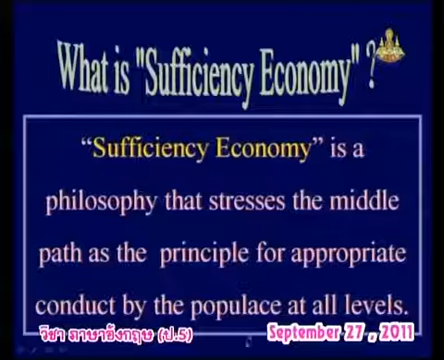 What is "Sufficiency Economy" ?
“Sufficiency Economy” is a
philosophy that stresses the middle
path as the principle for appropriate
conduct by the populace at all levels.
วิชา ภาษาอังกฤษ (ป.5)
September 27 , 2011